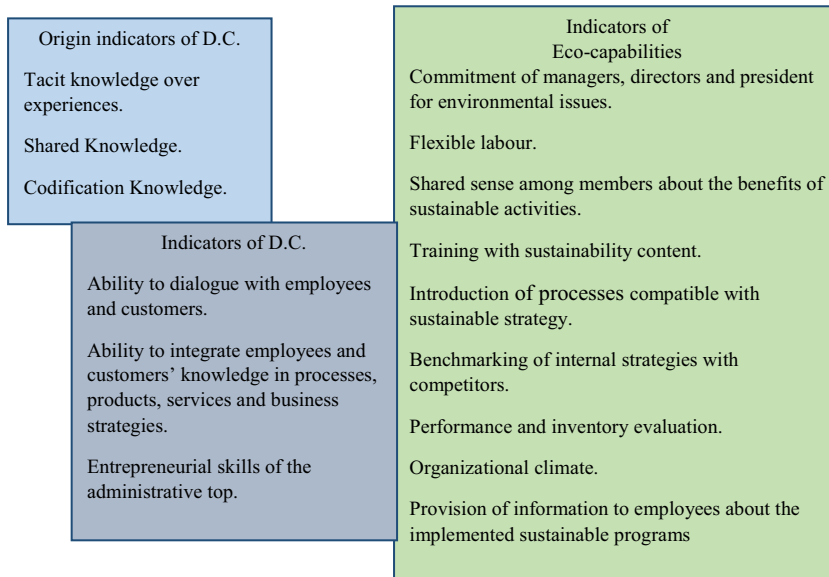 Origin indicators of D.C.
Tacit knowledge over
experiences.
Shared Knowledge.
Codification Knowledge.
Indicators of D.C.
Ability to dialogue with employees
and customers.
Ability to integrate employees and
customers’ knowledge in processes,
products, services and business
strategies.
Entrepreneurial skills of the
administrative top.
Indicators of
Eco-capabilities
Commitment of managers, directors and president
for environmental issues.
Flexible labour.
Shared sense among members about the benefits of
sustainable activities.
Training with sustainability content.
Introduction of processes compatible with
sustainable strategy.
Benchmarking of internal strategies with
competitors.
Performance and inventory evaluation.
Organizational climate.
Provision of information to employees about the
implemented sustainable programs